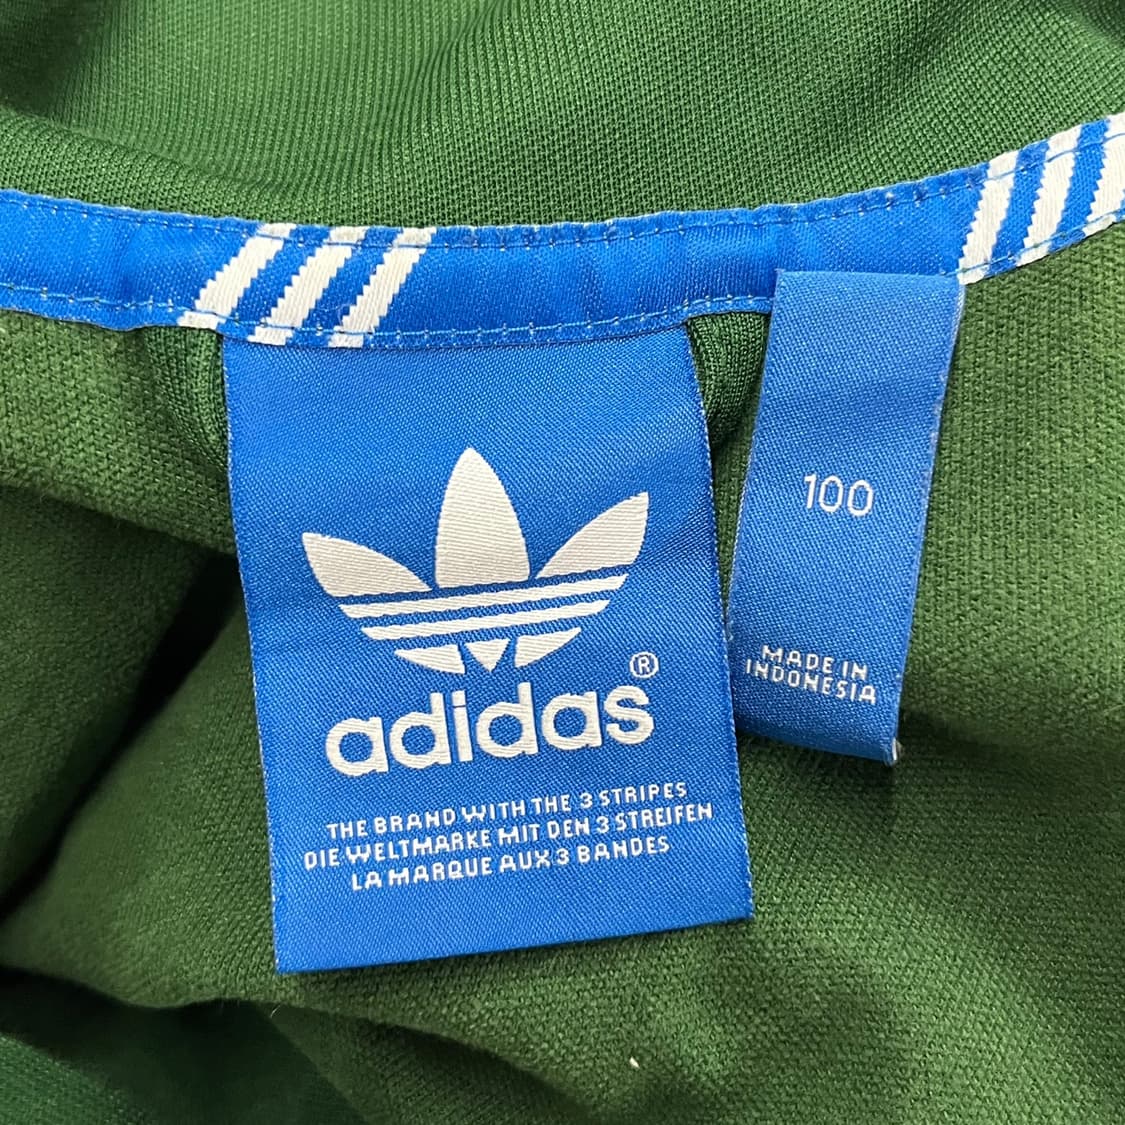 adidas®
THE BRAND WITH THE 3 STRIPES
DIE WELTMARKE MIT DEN 3 STREIFEN
LA MARQUE AUX 3 BANDES
100
MADE IN
INDONESIA